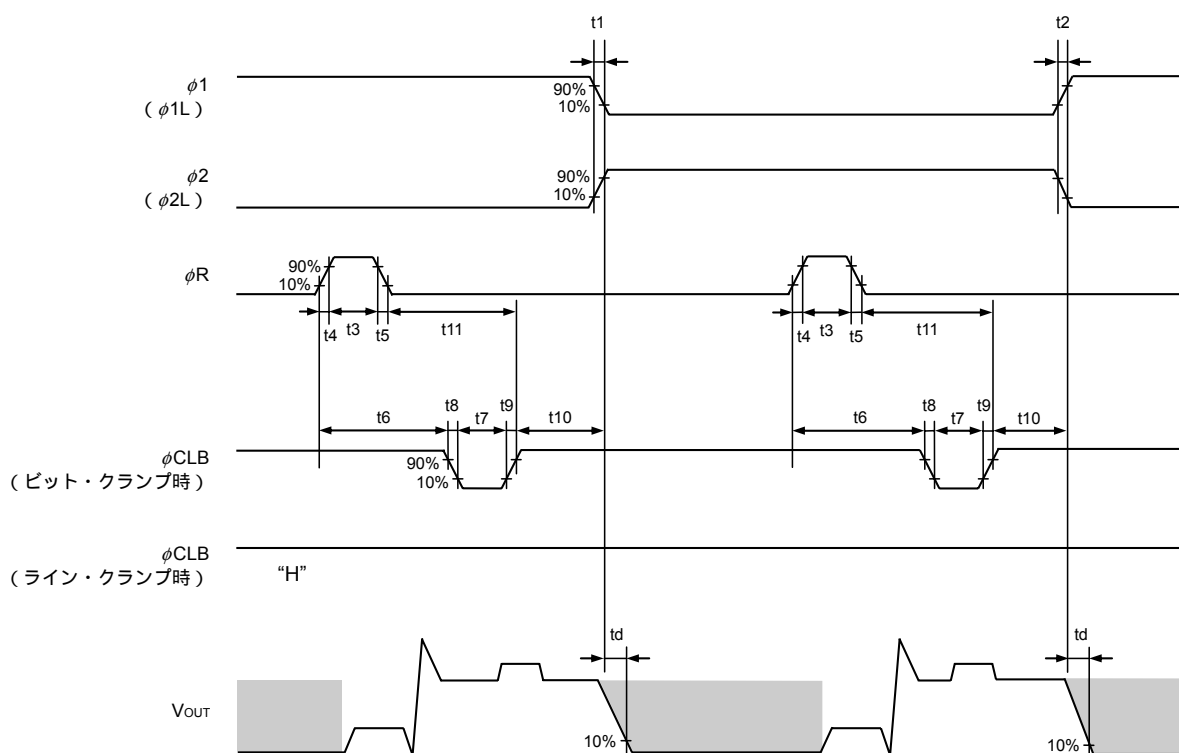 t1 t2
φ1
(φ1L)
90%
10%
φ2
(φ2L)
90%
10%
φR
90%
10%
t4 t3 t5 t11 t4 t3 t5 t11
t6 t8 t7 t9 t10 t6 t8 t7 t9 t10
φCLB
(ビット・クランプ時)
90%
10%
φCLB
(ライン・クランプ時)
“H”
td td
VOUT
10% 10%